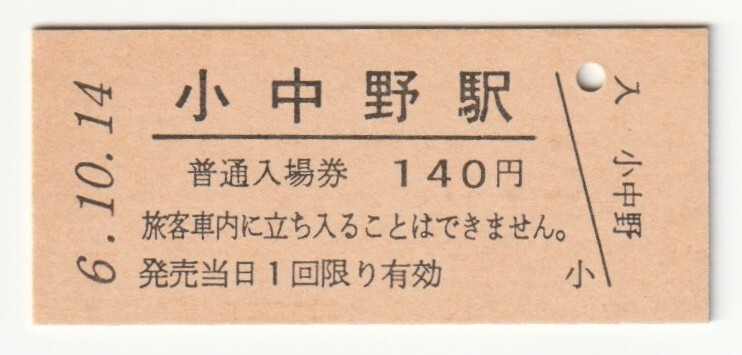 6.10.14
小中野駅
普通入場券 140円
旅客車内に立ち入ることはできません。
発売当日1回限り有効
小
入・小中野